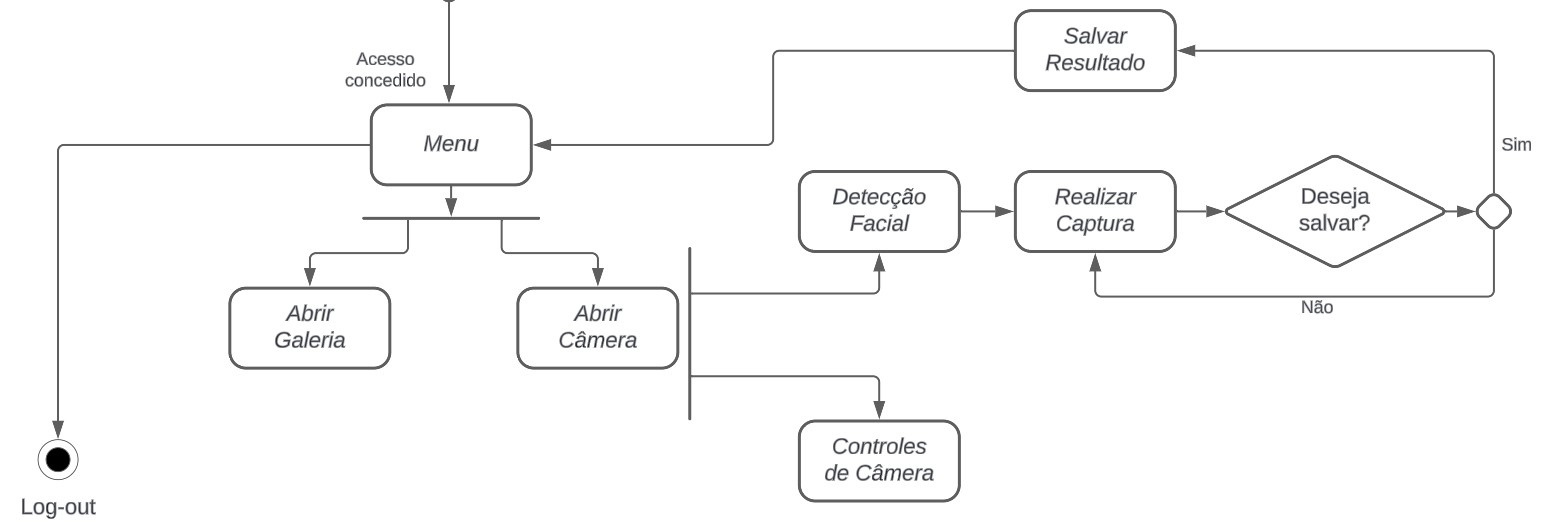 Salvar
Resultado
Acesso
concedido
Menu
Sim
Detecção
Facial
Realizar
Captura
Deseja
salvar?
Abrir
Galeria
Abrir
Câmera
Não
Controles
de Câmera
Log-out